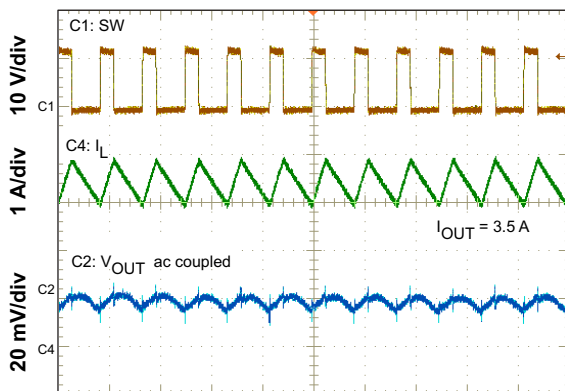 C1: SW
10 V/div
C1
C4: IL
1 A/div
IOUT = 3.5 A
C2: VOUT ac coupled
20 mV/div
C2
C4